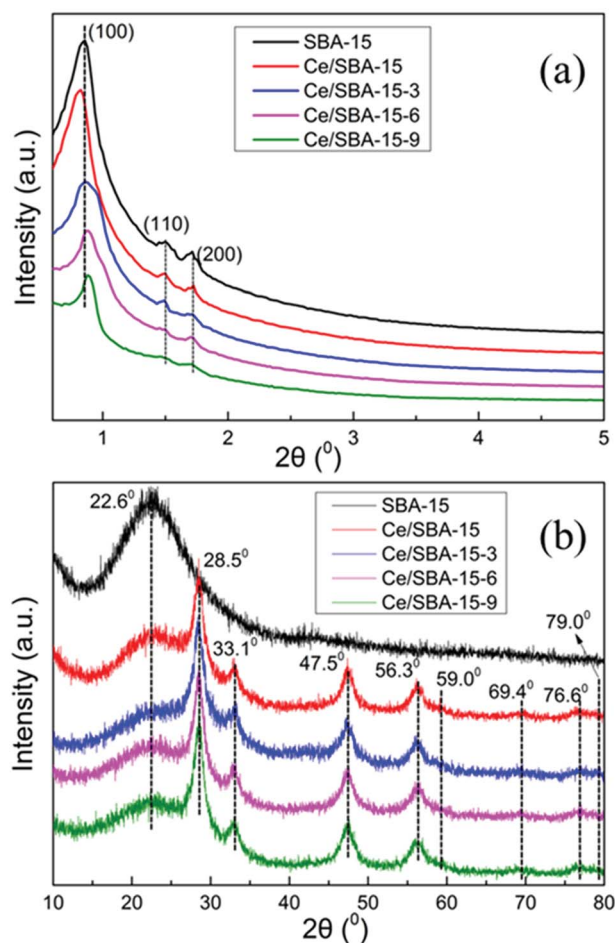 (100)
SBA-15
Ce/SBA-15
Ce/SBA-15-3
Ce/SBA-15-6
Ce/SBA-15-9
(a)
(110)
(200)
Intensity (a.u.)
1 2 3 4 5
2θ (⁰)
22.6⁰
SBA-15
Ce/SBA-15
Ce/SBA-15-3
Ce/SBA-15-6
Ce/SBA-15-9
(b)
28.5⁰
33.1⁰
47.5⁰
56.3⁰
59.0⁰
69.4⁰
76.6⁰
79.0⁰
Intensity (a.u.)
10 20 30 40 50 60 70 80
2θ (⁰)